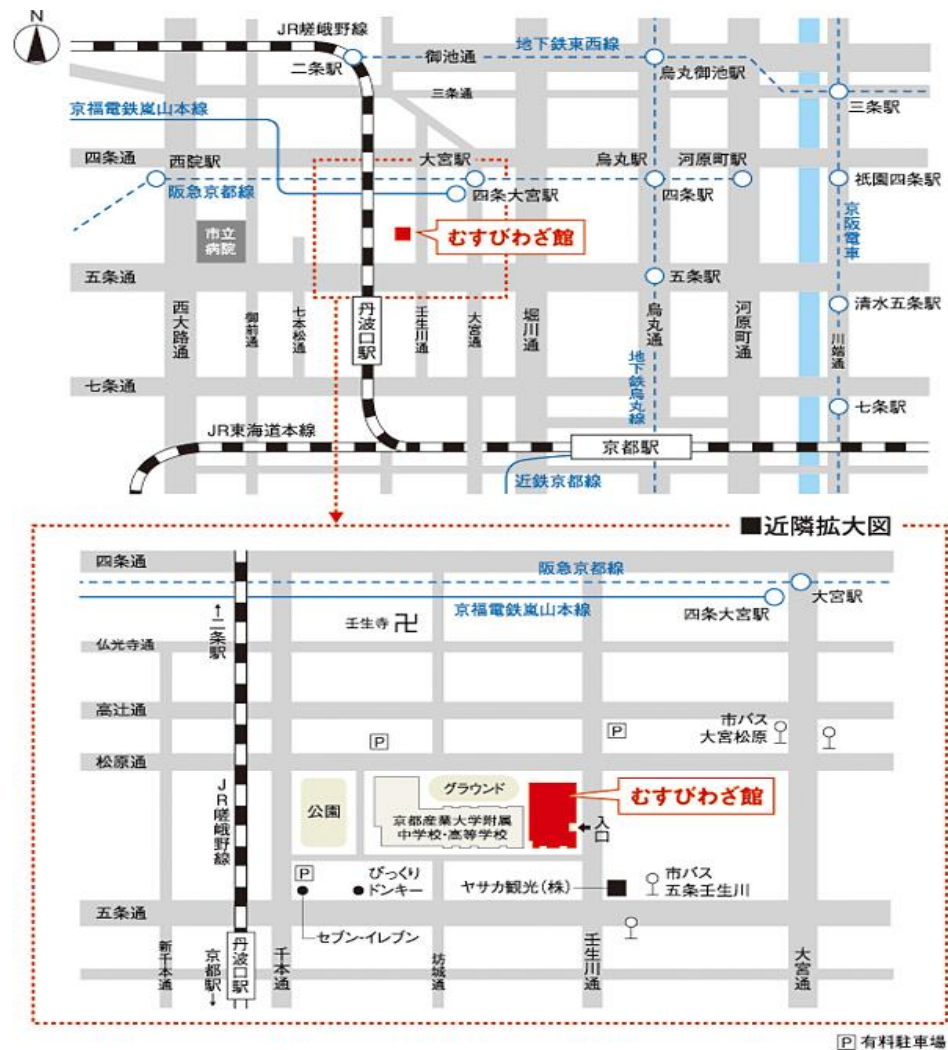 N
JR嵯峨野線
二条駅
御池通
地下鉄東西線
烏丸御池駅
三条通
三条駅
京福電鉄嵐山本線
四条通
西院駅
大宮駅
烏丸駅
河原町駅
阪急京都線
四条大宮駅
四条駅
祇園四条駅
京阪電車
市立
病院
むすびわざ館
五条通
五条駅
清水五条駅
西大路通
御前通
七本松通
丹波口駅
壬生川通
大宮通
堀川通
烏丸通
河原町通
川端通
地下鉄烏丸線
七条通
七条駅
JR東海道本線
京都駅
近鉄京都線
■近隣拡大図
四条通
阪急京都線
大宮駅
京福電鉄嵐山本線
四条大宮駅
↑二条駅
壬生寺 卍
仏光寺通
高辻通
市バス
大宮松原
P
P
松原通
JR嵯峨野線
公園
グラウンド
京都産業大学附属
中学校・高等学校
むすびわざ館
←入口
P
びっくり
ドンキー
ヤサカ観光(株)
市バス
五条壬生川
五条通
セブン-イレブン
新千本通
京都駅↓
丹波口駅
千本通
坊城通
壬生川通
大宮通
P 有料駐車場